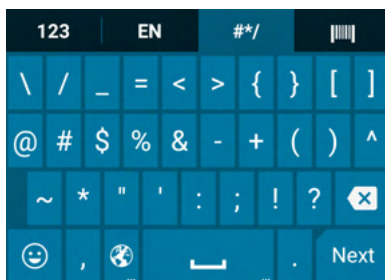 123 EN #*/
\ / _ = < > { } [ ]
@ # $ % & - + ( ) ^
~ * " ' : ; ! ?
, . Next